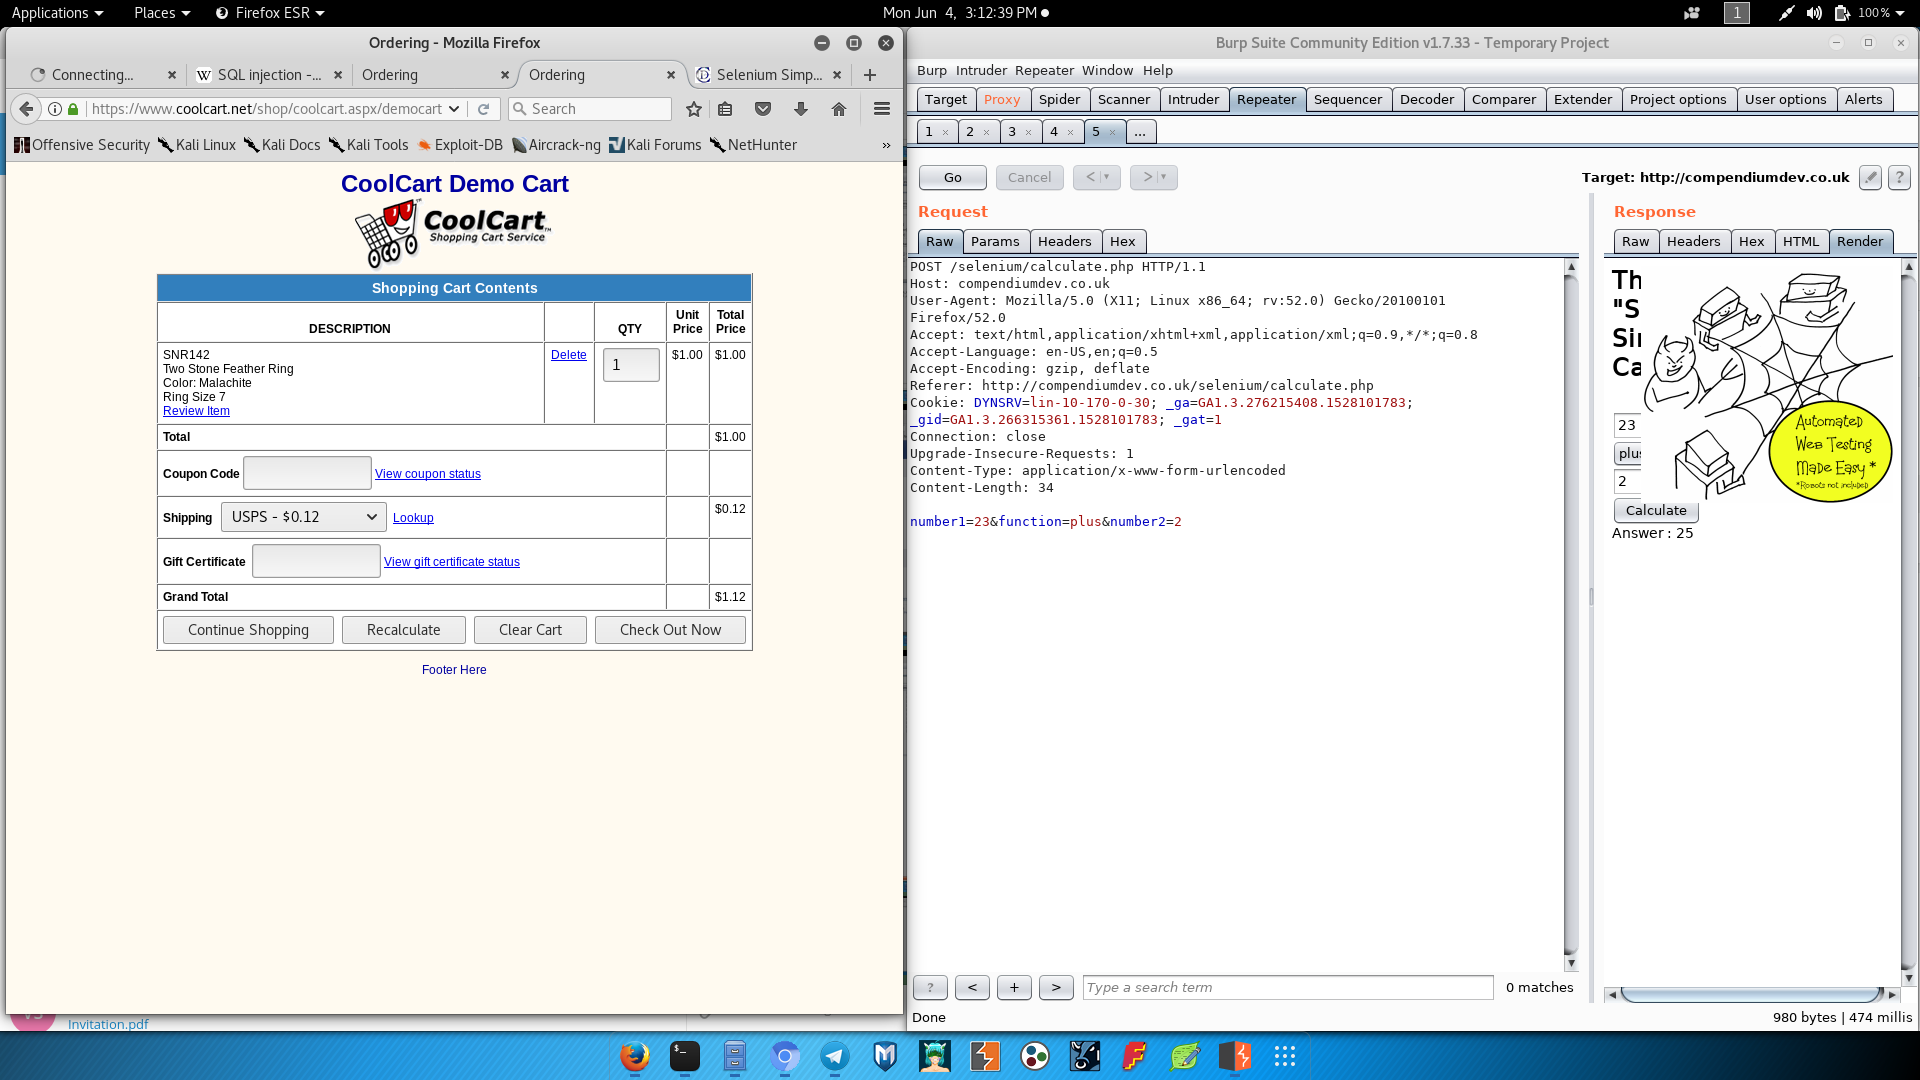 Applications Places Firefox ESR Mon Jun 4, 3:12:39 PM 1 100%
Ordering - Mozilla Firefox
Connecting... SQL injection -... Ordering Ordering Selenium Simp...
https://www.coolcart.net/shop/coolcart.aspx/democart Search
Offensive Security Kali Linux Kali Docs Kali Tools Exploit-DB Aircrack-ng Kali Forums NetHunter »
CoolCart Demo Cart
CoolCart™
Shopping Cart Service
Shopping Cart Contents
DESCRIPTION QTY Unit Price Total Price
SNR142 Delete 1 $1.00 $1.00
Two Stone Feather Ring
Color: Malachite
Ring Size 7
Review Item
Total $1.00
Coupon Code View coupon status
Shipping USPS - $0.12 Lookup $0.12
Gift Certificate View gift certificate status
Grand Total $1.12
Continue Shopping Recalculate Clear Cart Check Out Now
Footer Here
Invitation.pdf
Burp Suite Community Edition v1.7.33 - Temporary Project
Burp Intruder Repeater Window Help
Target Proxy Spider Scanner Intruder Repeater Sequencer Decoder Comparer Extender Project options User options Alerts
1 × 2 × 3 × 4 × 5 × ...
Go Cancel < > Target: http://compendiumdev.co.uk ?
Request
Raw Params Headers Hex
POST /selenium/calculate.php HTTP/1.1
Host: compendiumdev.co.uk
User-Agent: Mozilla/5.0 (X11; Linux x86_64; rv:52.0) Gecko/20100101
Firefox/52.0
Accept: text/html,application/xhtml+xml,application/xml;q=0.9,*/*;q=0.8
Accept-Language: en-US,en;q=0.5
Accept-Encoding: gzip, deflate
Referer: http://compendiumdev.co.uk/selenium/calculate.php
Cookie: DYNSRV=lin-10-170-0-30; _ga=GA1.3.276215408.1528101783;
_gid=GA1.3.266315361.1528101783; _gat=1
Connection: close
Upgrade-Insecure-Requests: 1
Content-Type: application/x-www-form-urlencoded
Content-Length: 34
number1=23&function=plus&number2=2
? < + > Type a search term 0 matches
Response
Raw Headers Hex HTML Render
Th
"S
Sir
Ca
23
plus
2
Calculate
Answer : 25
Automated
Web Testing
Made Easy *
*Robots not included
Done 980 bytes | 474 millis